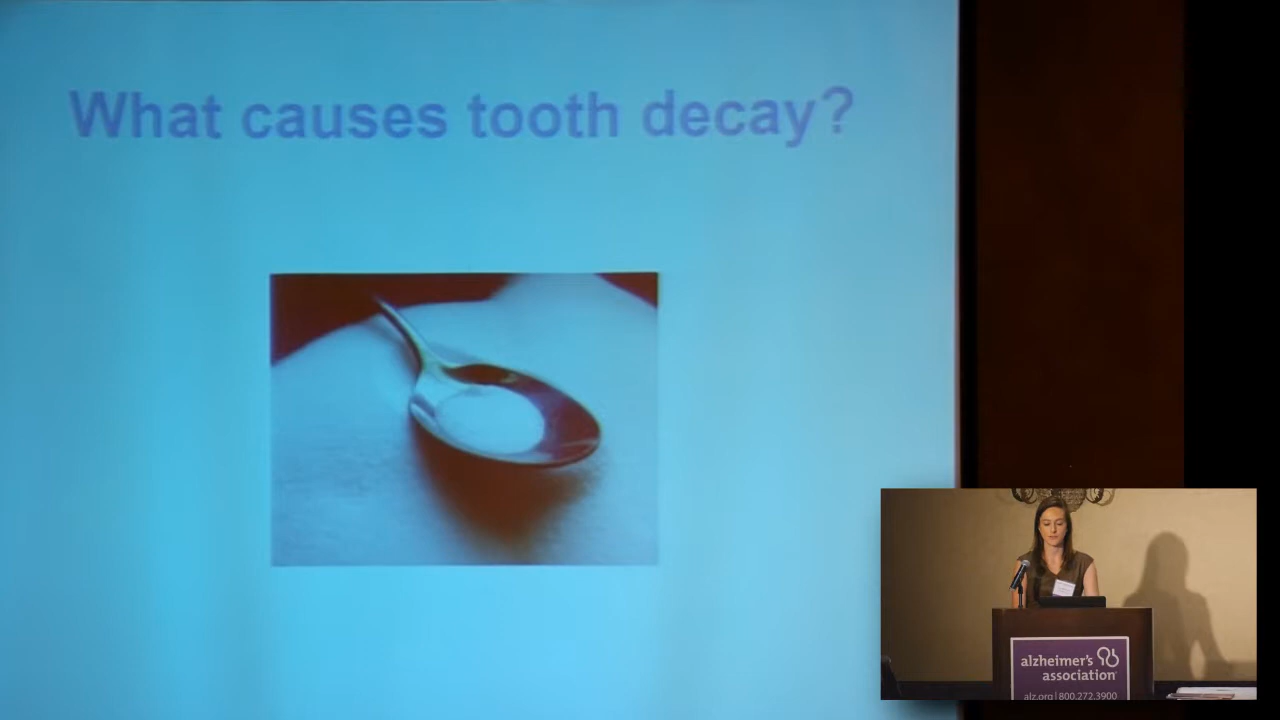 What causes tooth decay?
alzheimer's
association
alz.org | 800.272.3900